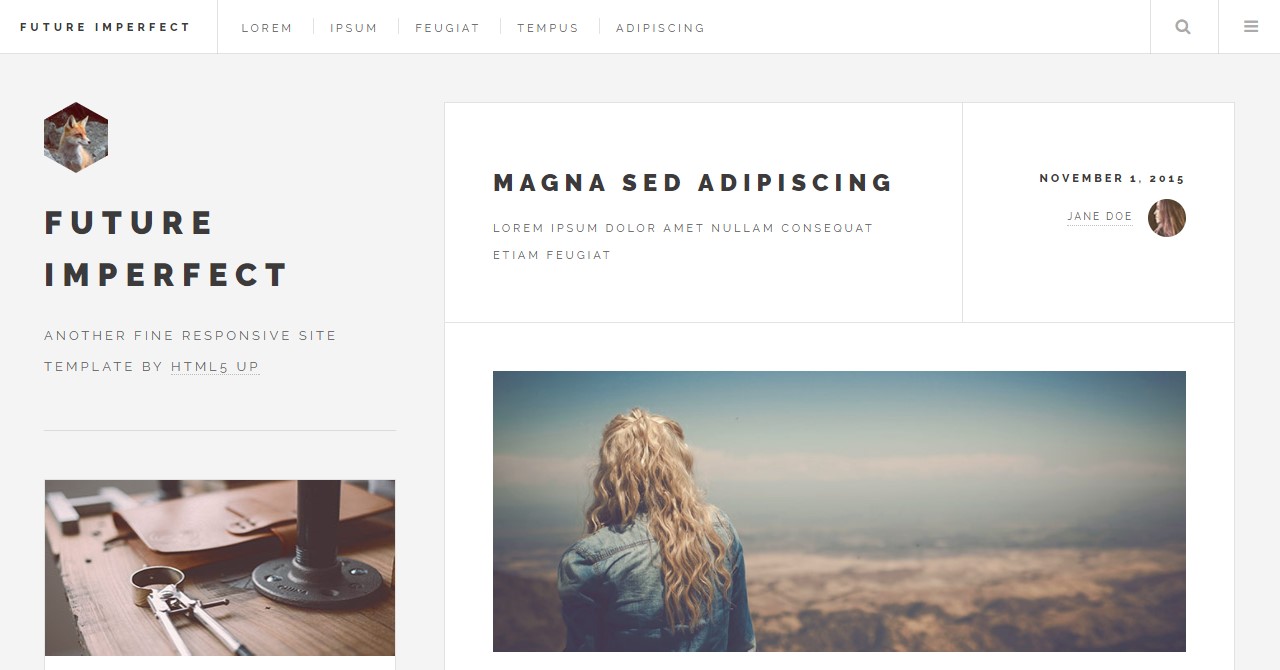 FUTURE IMPERFECT
LOREM
IPSUM
FEUGIAT
TEMPUS
ADIPISCING
FUTURE
IMPERFECT
ANOTHER FINE RESPONSIVE SITE
TEMPLATE BY HTML5 UP
MAGNA SED ADIPISCING
LOREM IPSUM DOLOR AMET NULLAM CONSEQUAT
ETIAM FEUGIAT
NOVEMBER 1, 2015
JANE DOE